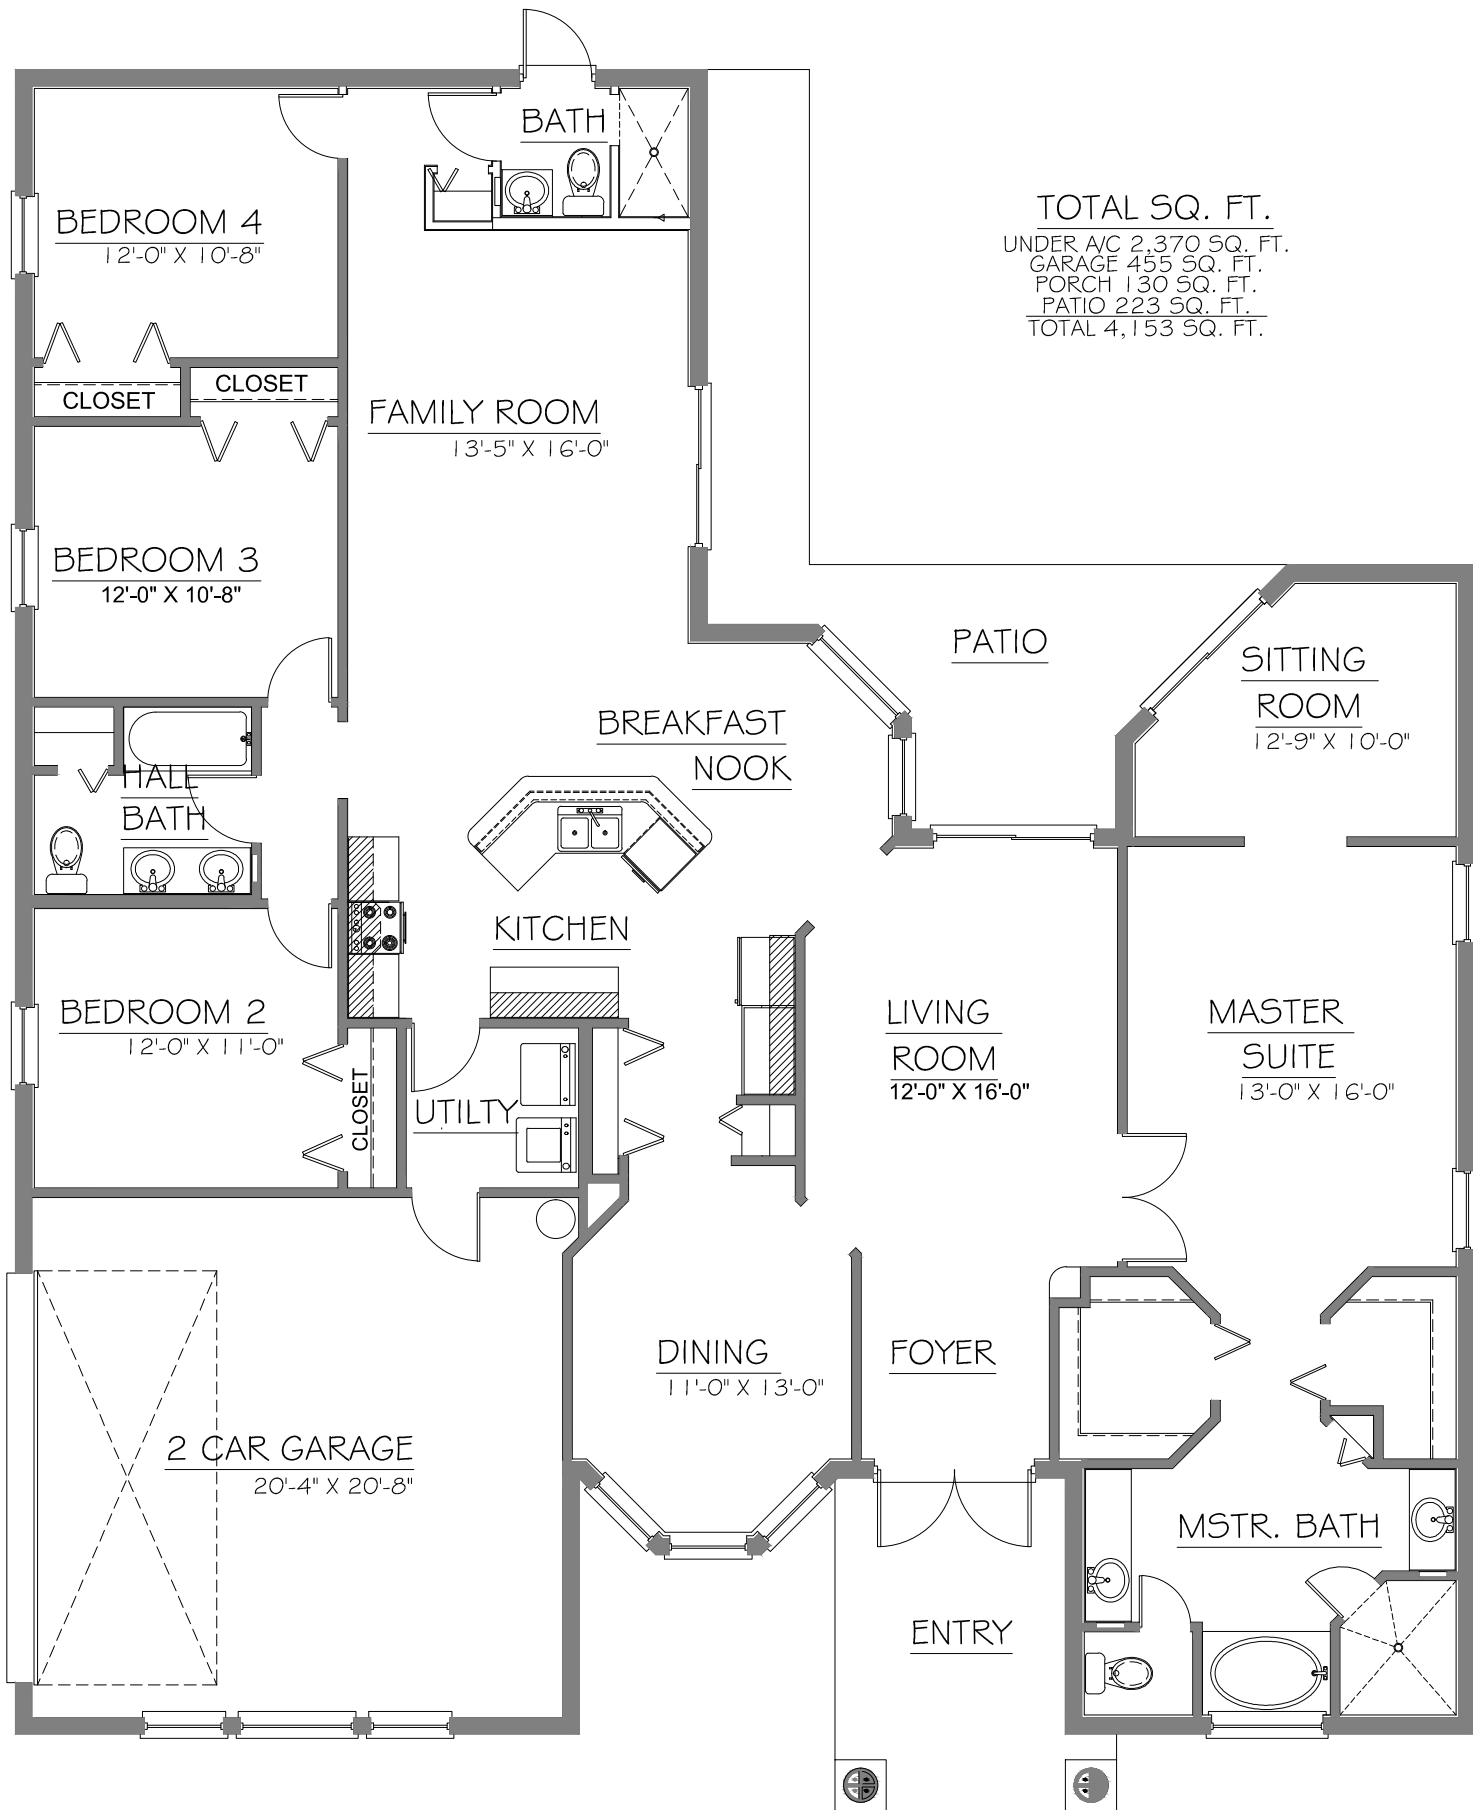 BATH
TOTAL SQ. FT.
UNDER A/C 2,370 SQ. FT.
GARAGE 455 SQ. FT.
PORCH 130 SQ. FT.
PATIO 223 SQ. FT.
TOTAL 4,153 SQ. FT.
BEDROOM 4
12'-0" X 10'-8"
CLOSET
CLOSET
FAMILY ROOM
13'-5" X 16'-0"
BEDROOM 3
12'-0" X 10'-8"
PATIO
SITTING
ROOM
12'-9" X 10'-0"
BREAKFAST
NOOK
HALL
BATH
KITCHEN
BEDROOM 2
12'-0" X 11'-0"
LIVING
ROOM
12'-0" X 16'-0"
MASTER
SUITE
13'-0" X 16'-0"
CLOSET
UTILTY
DINING
11'-0" X 13'-0"
FOYER
2 CAR GARAGE
20'-4" X 20'-8"
MSTR. BATH
ENTRY